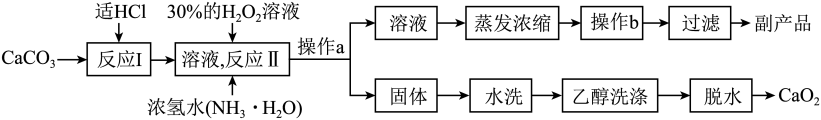 适HCl
30%的H₂O₂溶液
CaCO₃
反应Ⅰ
溶液,反应Ⅱ
操作a
浓氢水(NH₃·H₂O)
溶液
蒸发浓缩
操作b
过滤
副产品
固体
水洗
乙醇洗涤
脱水
CaO₂